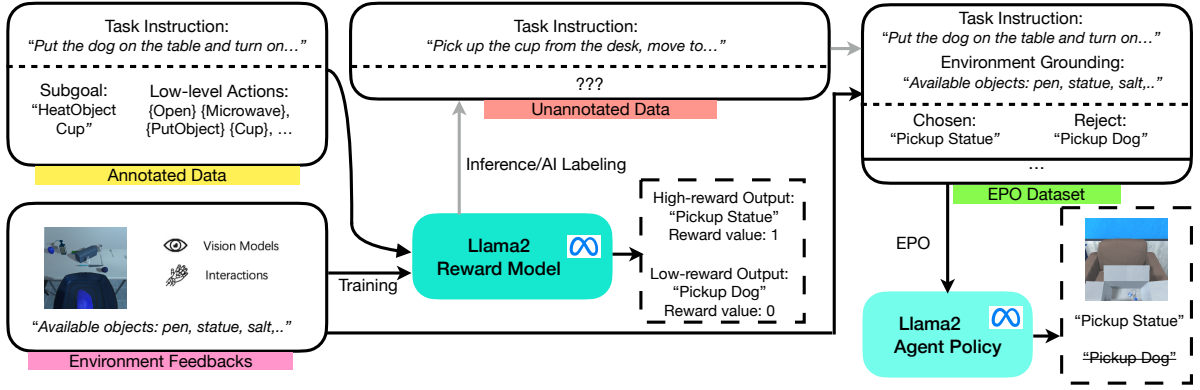 Task Instruction:
“Put the dog on the table and turn on…”
Subgoal:
“HeatObject
Cup”
Low-level Actions:
{Open} {Microwave},
{PutObject} {Cup}, …
Annotated Data
Vision Models
Interactions
“Available objects: pen, statue, salt,..”
Environment Feedbacks
Task Instruction:
“Pick up the cup from the desk, move to…”
???
Unannotated Data
Inference/AI Labeling
Training
Llama2
Reward Model
High-reward Output:
“Pickup Statue”
Reward value: 1
Low-reward Output:
“Pickup Dog”
Reward value: 0
Task Instruction:
“Put the dog on the table and turn on…”
Environment Grounding:
“Available objects: pen, statue, salt,..”
Chosen:
“Pickup Statue”
Reject:
“Pickup Dog”
…
EPO Dataset
EPO
Llama2
Agent Policy
“Pickup Statue”
“Pickup Dog”